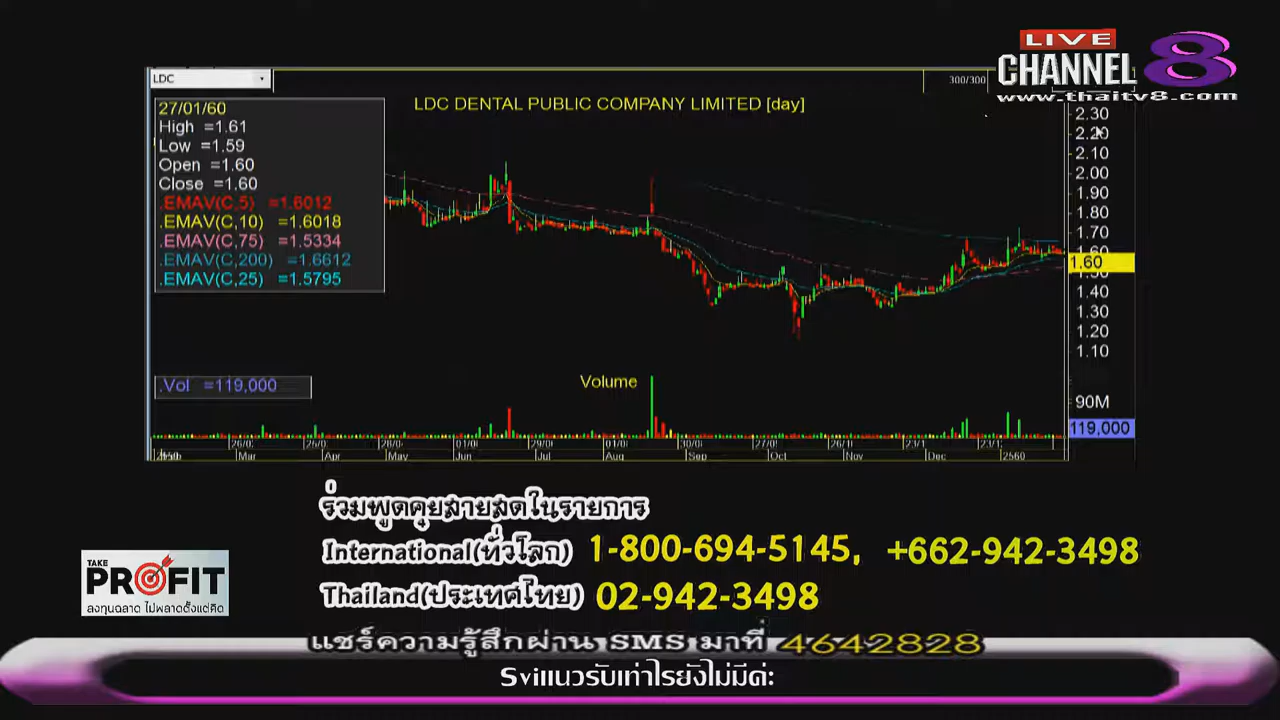 LIVE
CHANNEL 8
www.thaitv8.com
LDC
300/300
LDC DENTAL PUBLIC COMPANY LIMITED [day]
27/01/60
High =1.61
Low =1.59
Open =1.60
Close =1.60
.EMAV(C,5) =1.6012
.EMAV(C,10) =1.6018
.EMAV(C,75) =1.5334
.EMAV(C,200) =1.6612
.EMAV(C,25) =1.5795
2.30
2.20
2.10
2.00
1.90
1.80
1.70
1.60
1.60
1.50
1.40
1.30
1.20
1.10
.Vol =119,000
Volume
90M
119,000
Mar Apr May Jun Jul Aug Sep Oct Nov Dec 2560
ร่วมพูดคุยสายสดในรายการ
International(ทั่วโลก) 1-800-694-5145, +662-942-3498
Thailand(ประเทศไทย) 02-942-3498
TAKE
PROFIT
ลงทุนฉลาด ไม่พลาดตั้งแต่คิด
แชร์ความรู้สึกผ่าน SMS มาที่ 4642828
Sviแนวรับเท่าไรยังไม่มีค่ะ